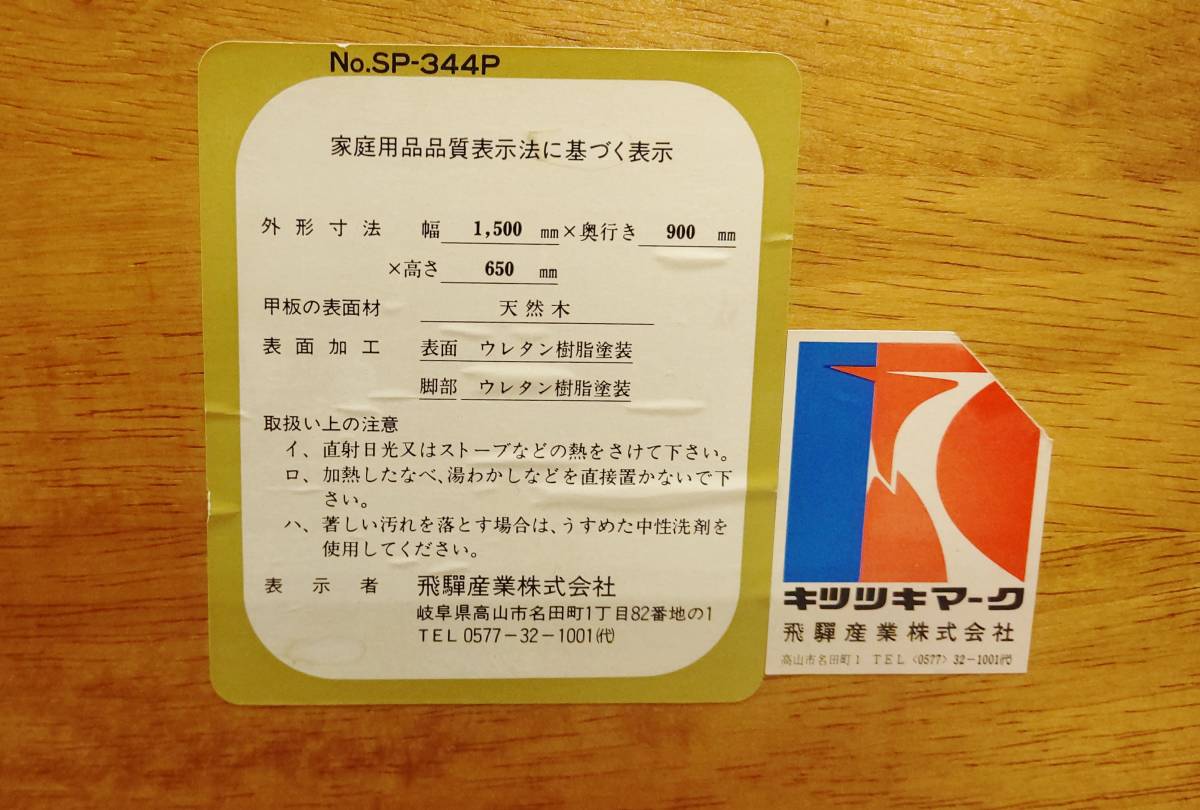 No.SP-344P
家庭用品品質表示法に基づく表示
外形寸法 幅 1,500 mm×奥行き 900 mm
×高さ 650 mm
甲板の表面材 天然木
表面加工 表面 ウレタン樹脂塗装
脚部 ウレタン樹脂塗装
取扱い上の注意
イ、直射日光又はストーブなどの熱をさけて下さい。
ロ、加熱したなべ、湯わかしなどを直接置かないで下
さい。
ハ、著しい汚れを落とす場合は、うすめた中性洗剤を
使用してください。
表示者 飛驒産業株式会社
岐阜県高山市名田町1丁目82番地の1
TEL 0577-32-1001㈹
キツツキマーク
飛驒産業株式会社
高山市名田町1 TEL〈0577〉32-1001㈹